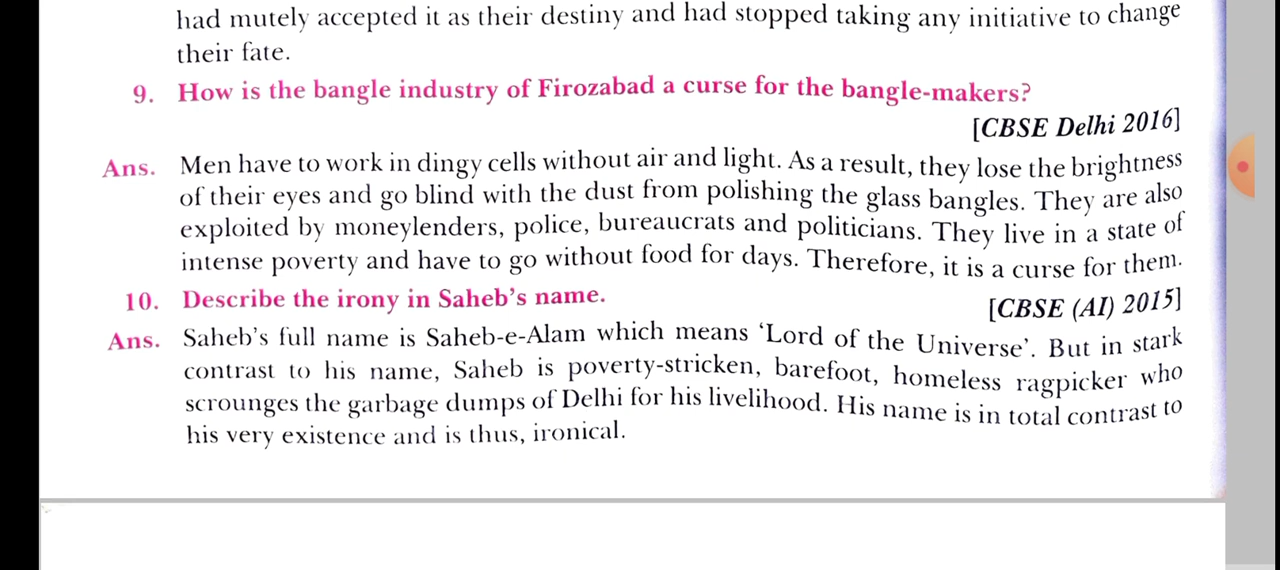 had mutely accepted it as their destiny and had stopped taking any initiative to change
their fate.
9. How is the bangle industry of Firozabad a curse for the bangle-makers?
[CBSE Delhi 2016]
Ans. Men have to work in dingy cells without air and light. As a result, they lose the brightness
of their eyes and go blind with the dust from polishing the glass bangles. They are also
exploited by moneylenders, police, bureaucrats and politicians. They live in a state of
intense poverty and have to go without food for days. Therefore, it is a curse for them.
10. Describe the irony in Saheb's name.
[CBSE (AI) 2015]
Ans. Saheb's full name is Saheb-e-Alam which means 'Lord of the Universe'. But in stark
contrast to his name, Saheb is poverty-stricken, barefoot, homeless ragpicker who
scrounges the garbage dumps of Delhi for his livelihood. His name is in total contrast to
his very existence and is thus, ironical.